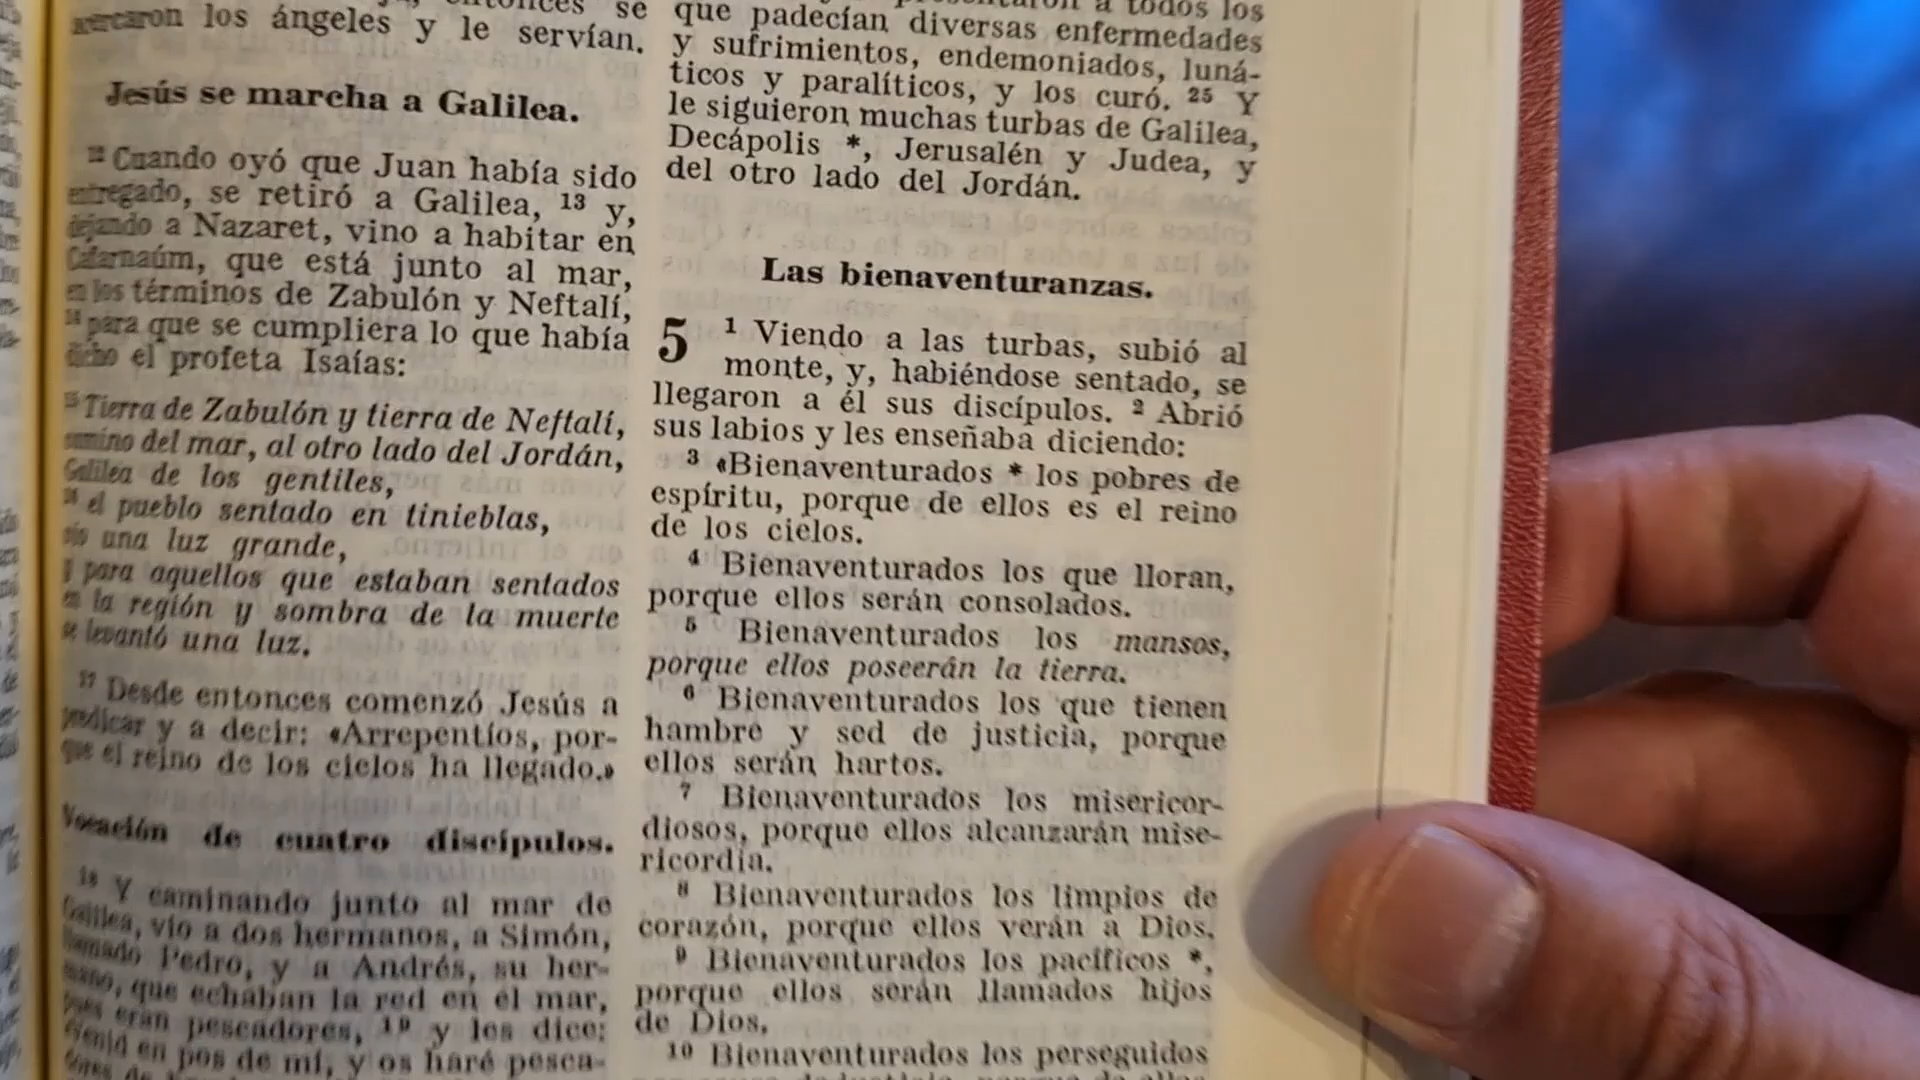 entonces se
acercaron los ángeles y le servían.
Jesús se marcha a Galilea.
12 Cuando oyó que Juan había sido
entregado, se retiró a Galilea, 13 y,
dejando a Nazaret, vino a habitar en
Cafarnaúm, que está junto al mar,
en los términos de Zabulón y Neftalí,
14 para que se cumpliera lo que había
dicho el profeta Isaías:
15 Tierra de Zabulón y tierra de Neftalí,
camino del mar, al otro lado del Jordán,
Galilea de los gentiles,
16 el pueblo sentado en tinieblas,
vio una luz grande,
y para aquellos que estaban sentados
en la región y sombra de la muerte
se levantó una luz.
17 Desde entonces comenzó Jesús a
predicar y a decir: «Arrepentíos, por-
que el reino de los cielos ha llegado.»
Vocación de cuatro discípulos.
18 Y caminando junto al mar de
Galilea, vio a dos hermanos, a Simón,
llamado Pedro, y a Andrés, su her-
mano, que echaban la red en el mar,
pues eran pescadores, 19 y les dice:
«Venid en pos de mí, y os haré pesca-
a todos los
que padecían diversas enfermedades
y sufrimientos, endemoniados, luná-
ticos y paralíticos, y los curó. 25 Y
le siguieron muchas turbas de Galilea,
Decápolis *, Jerusalén y Judea, y
del otro lado del Jordán.
Las bienaventuranzas.
5 1 Viendo a las turbas, subió al
monte, y, habiéndose sentado, se
llegaron a él sus discípulos. 2 Abrió
sus labios y les enseñaba diciendo:
3 «Bienaventurados * los pobres de
espíritu, porque de ellos es el reino
de los cielos.
4 Bienaventurados los que lloran,
porque ellos serán consolados.
5 Bienaventurados los mansos,
porque ellos poseerán la tierra.
6 Bienaventurados los que tienen
hambre y sed de justicia, porque
ellos serán hartos.
7 Bienaventurados los misericor-
diosos, porque ellos alcanzarán mise-
ricordia.
8 Bienaventurados los limpios de
corazón, porque ellos verán a Dios.
9 Bienaventurados los pacíficos *,
porque ellos serán llamados hijos
de Dios.
10 Bienaventurados los perseguidos